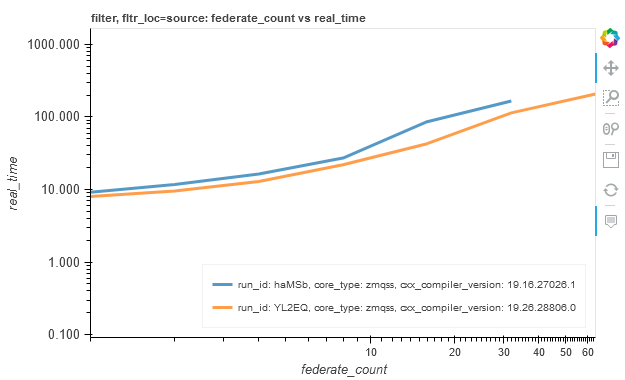 filter, fltr_loc=source: federate_count vs real_time
1000.000
100.000
10.000
1.000
0.100
real_time
run_id: haMSb, core_type: zmqss, cxx_compiler_version: 19.16.27026.1
run_id: YL2EQ, core_type: zmqss, cxx_compiler_version: 19.26.28806.0
10 20 30 40 50 60
federate_count